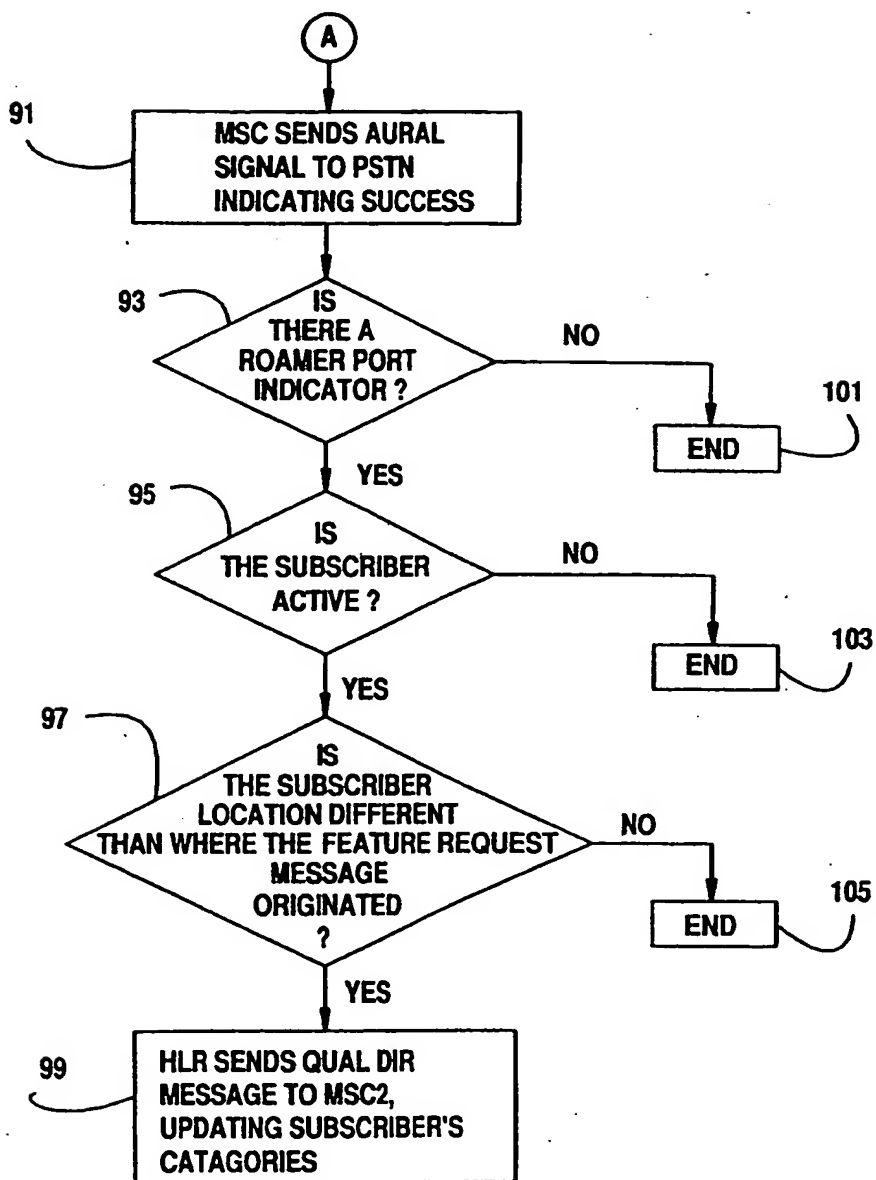 A
91
MSC SENDS AURAL
SIGNAL TO PSTN
INDICATING SUCCESS
93
IS
THERE A
ROAMER PORT
INDICATOR ?
NO
101
END
YES
95
IS
THE SUBSCRIBER
ACTIVE ?
NO
103
END
YES
97
IS
THE SUBSCRIBER
LOCATION DIFFERENT
THAN WHERE THE FEATURE REQUEST
MESSAGE
ORIGINATED
?
NO
105
END
YES
99
HLR SENDS QUAL DIR
MESSAGE TO MSC2,
UPDATING SUBSCRIBER'S
CATAGORIES